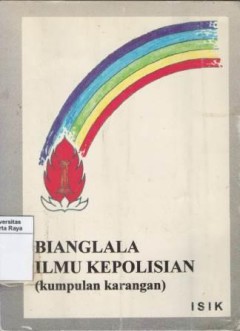 BIANGLALA
ILMU KEPOLISIAN
(kumpulan karangan)
ISIK